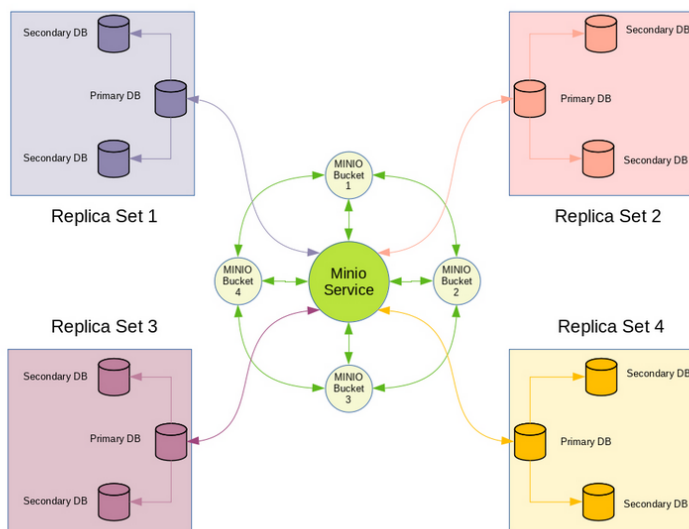 Secondary DB
Primary DB
Secondary DB
Replica Set 1
Secondary DB
Primary DB
Secondary DB
Replica Set 2
MINIO
Bucket
1
MINIO
Bucket
4
Minio
Service
MINIO
Bucket
2
MINIO
Bucket
3
Replica Set 3
Secondary DB
Primary DB
Secondary DB
Replica Set 4
Secondary DB
Primary DB
Secondary DB